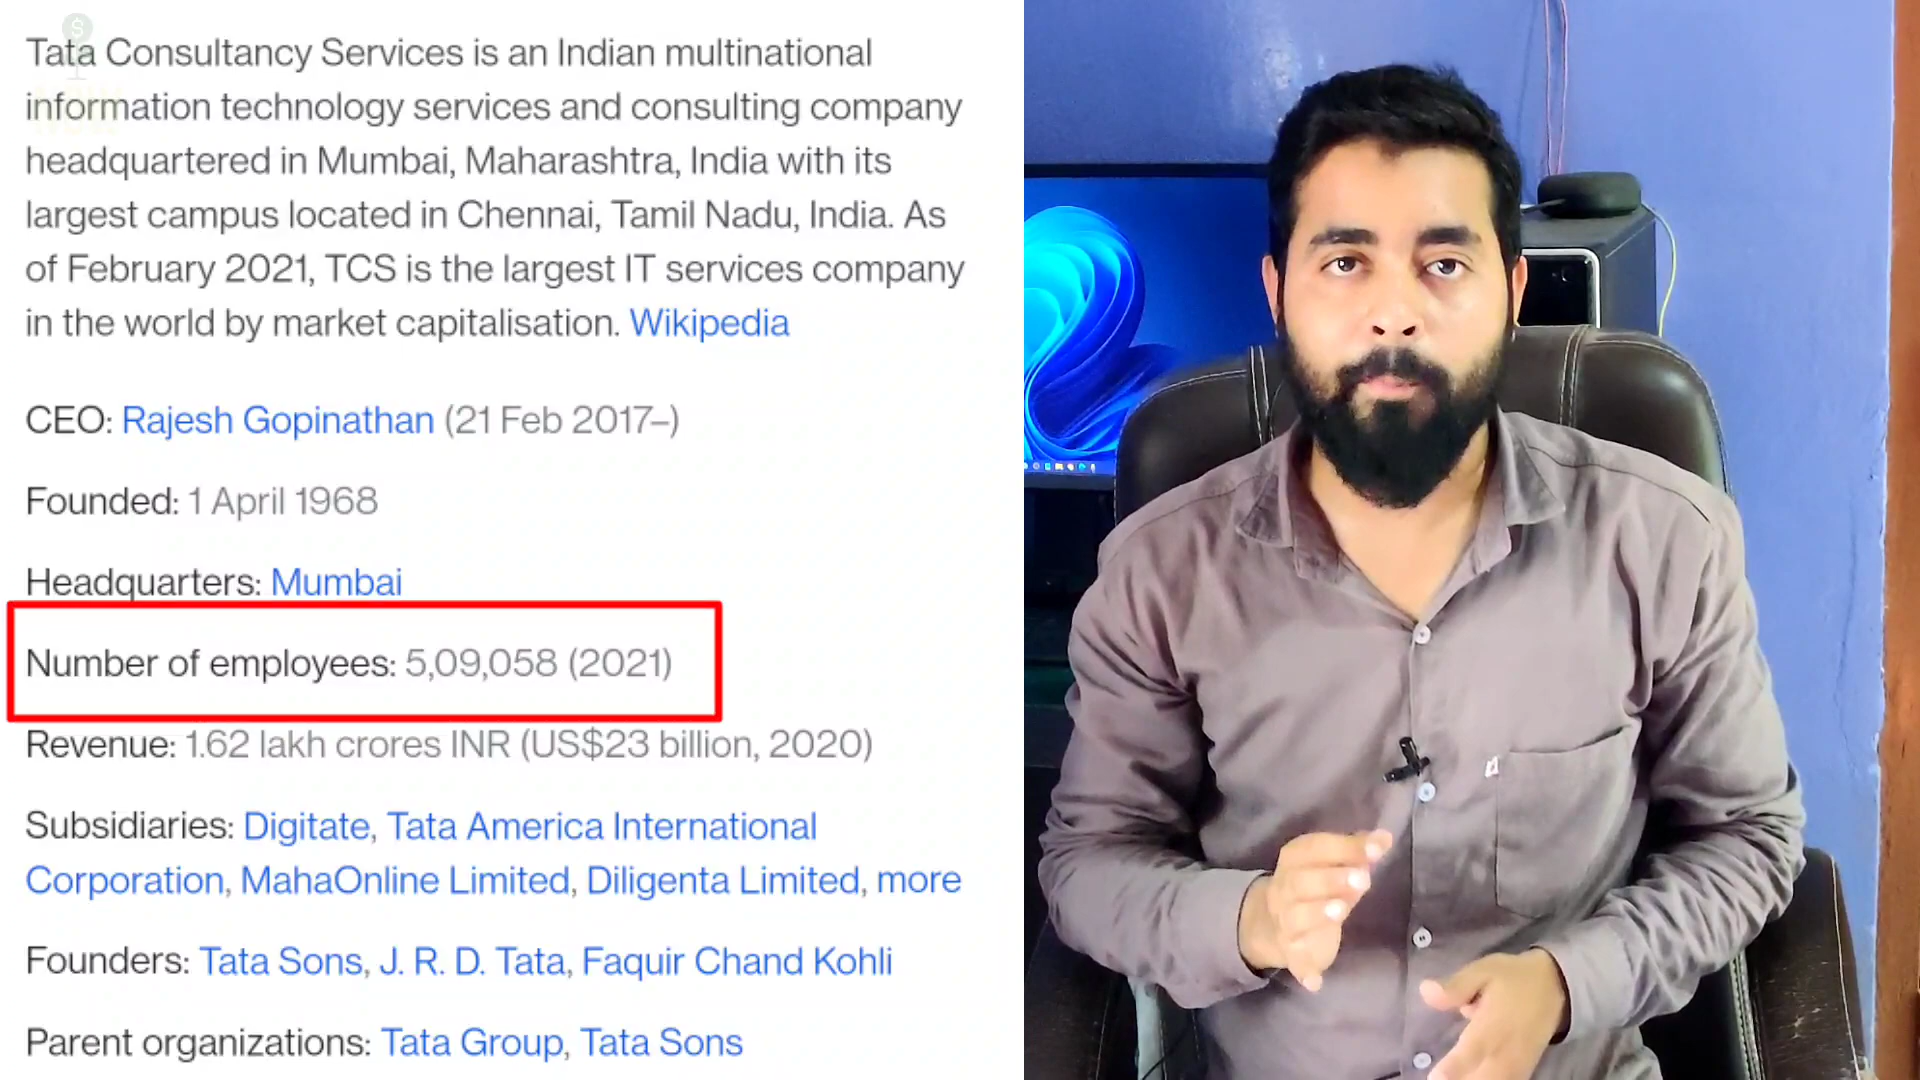 Tata Consultancy Services is an Indian multinational
information technology services and consulting company
headquartered in Mumbai, Maharashtra, India with its
largest campus located in Chennai, Tamil Nadu, India. As
of February 2021, TCS is the largest IT services company
in the world by market capitalisation. Wikipedia
CEO: Rajesh Gopinathan (21 Feb 2017–)
Founded: 1 April 1968
Headquarters: Mumbai
Number of employees: 5,09,058 (2021)
Revenue: 1.62 lakh crores INR (US$23 billion, 2020)
Subsidiaries: Digitate, Tata America International
Corporation, MahaOnline Limited, Diligenta Limited, more
Founders: Tata Sons, J. R. D. Tata, Faquir Chand Kohli
Parent organizations: Tata Group, Tata Sons